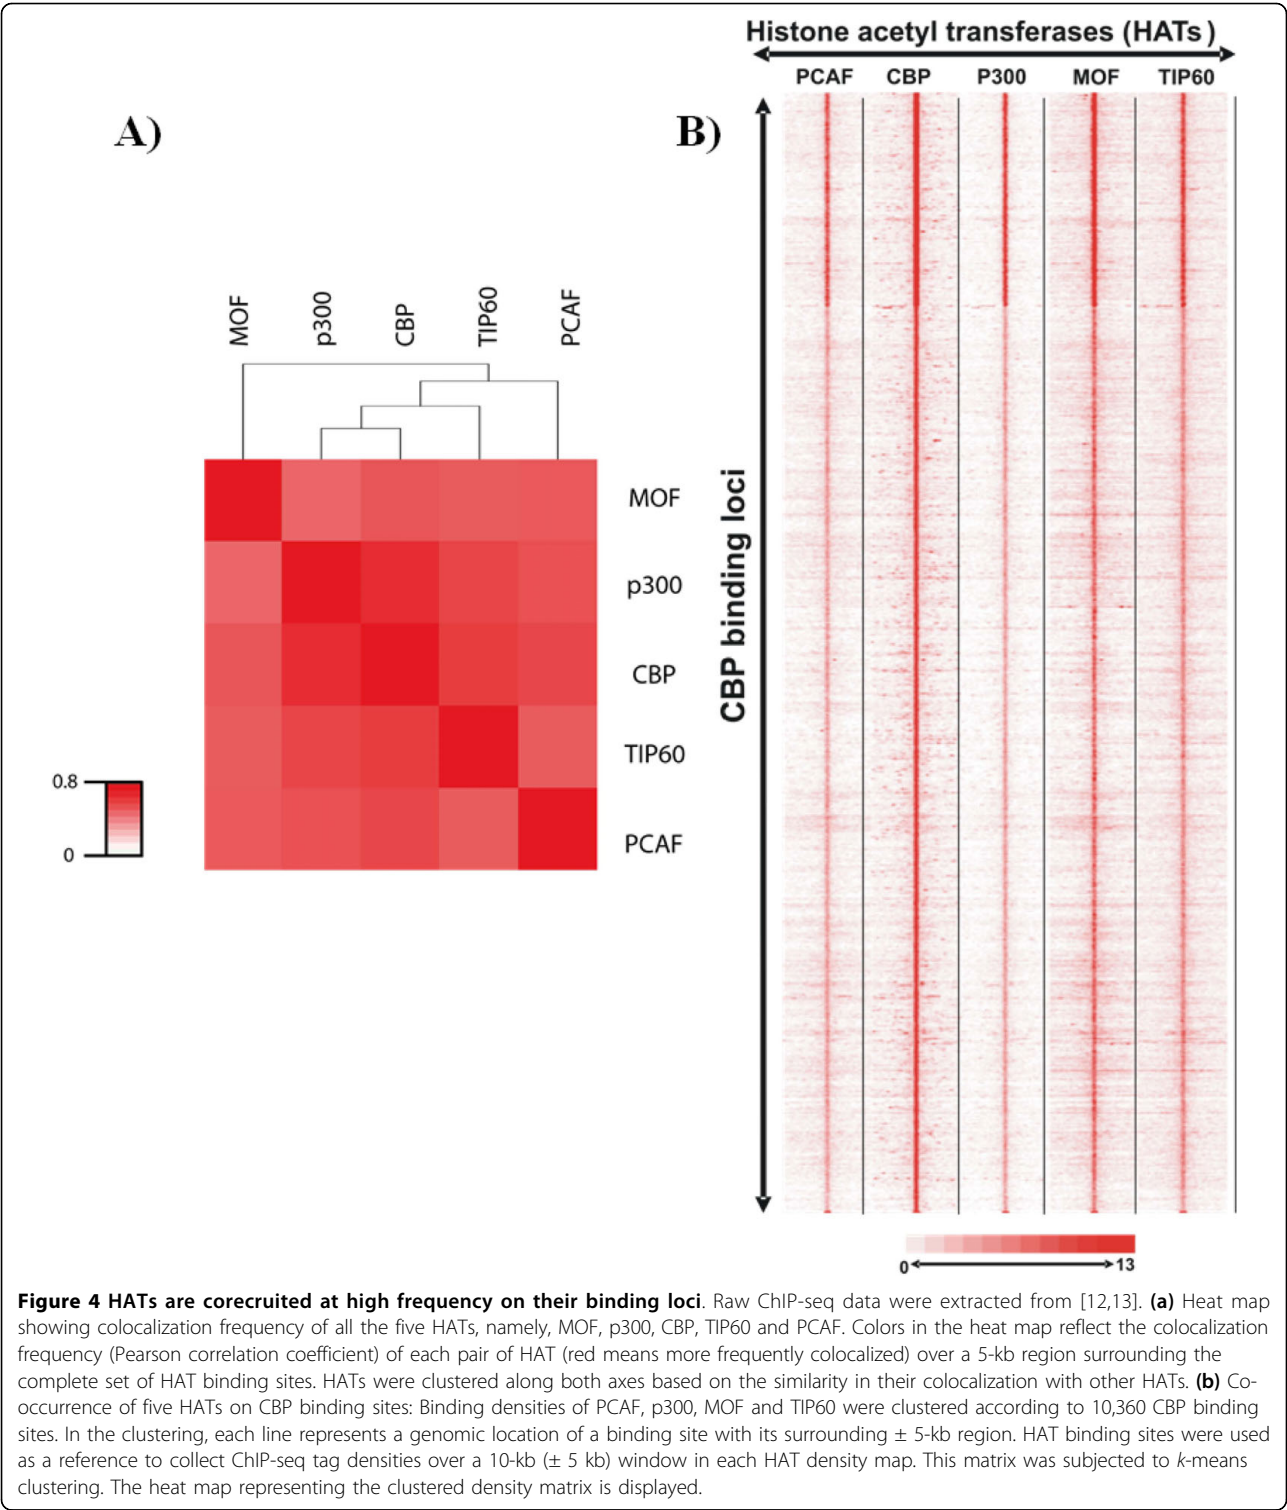 Histone acetyl transferases (HATs)
PCAF CBP P300 MOF TIP60
A)
B)
MOF p300 CBP TIP60 PCAF
MOF
p300
CBP
TIP60
PCAF
0.8
0
CBP binding loci
0 13
Figure 4 HATs are corecruited at high frequency on their binding loci. Raw ChIP-seq data were extracted from [12,13]. (a) Heat map
showing colocalization frequency of all the five HATs, namely, MOF, p300, CBP, TIP60 and PCAF. Colors in the heat map reflect the colocalization
frequency (Pearson correlation coefficient) of each pair of HAT (red means more frequently colocalized) over a 5-kb region surrounding the
complete set of HAT binding sites. HATs were clustered along both axes based on the similarity in their colocalization with other HATs. (b) Co-
occurrence of five HATs on CBP binding sites: Binding densities of PCAF, p300, MOF and TIP60 were clustered according to 10,360 CBP binding
sites. In the clustering, each line represents a genomic location of a binding site with its surrounding ± 5-kb region. HAT binding sites were used
as a reference to collect ChIP-seq tag densities over a 10-kb (± 5 kb) window in each HAT density map. This matrix was subjected to k-means
clustering. The heat map representing the clustered density matrix is displayed.